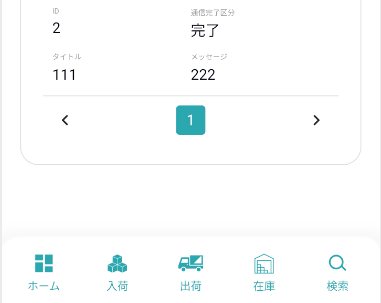 ID 通信完了区分
2 完了
タイトル メッセージ
111 222
1
ホーム 入荷 出荷 在庫 検索